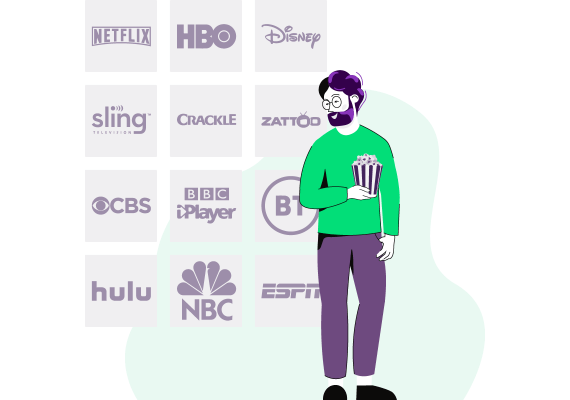 NETFLIX
HBO
Disney
sling
TELEVISION
CRACKLE
ZATTOO
CBS
BBC
iPlayer
BT
hulu
NBC
ESPN